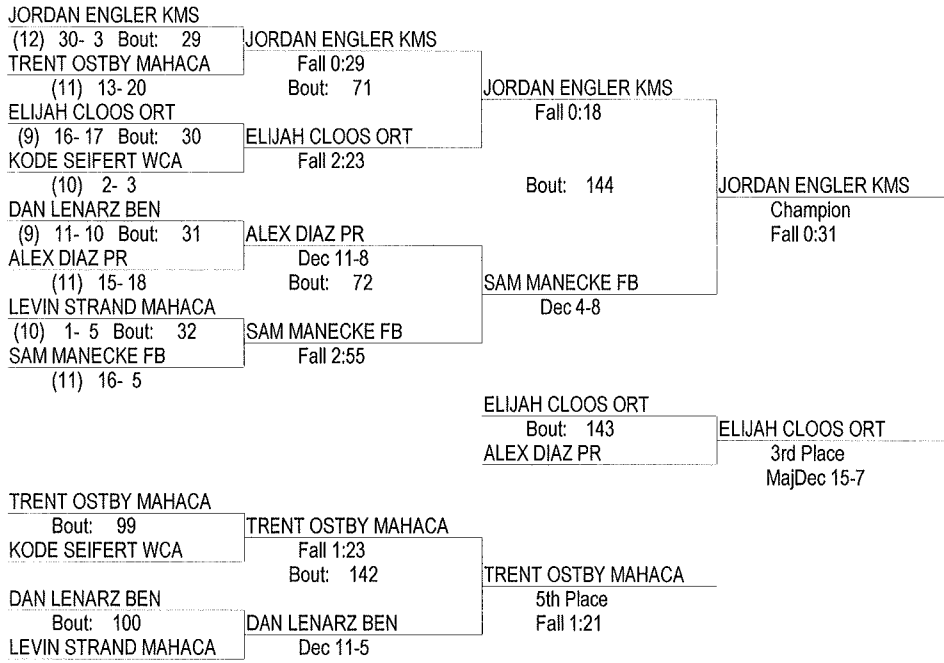 JORDAN ENGLER KMS
(12) 30- 3 Bout: 29
TRENT OSTBY MAHACA
(11) 13- 20
ELIJAH CLOOS ORT
(9) 16- 17 Bout: 30
KODE SEIFERT WCA
(10) 2- 3
DAN LENARZ BEN
(9) 11- 10 Bout: 31
ALEX DIAZ PR
(11) 15- 18
LEVIN STRAND MAHACA
(10) 1- 5 Bout: 32
SAM MANECKE FB
(11) 16- 5
JORDAN ENGLER KMS
Fall 0:29
Bout: 71
ELIJAH CLOOS ORT
Fall 2:23
ALEX DIAZ PR
Dec 11-8
Bout: 72
SAM MANECKE FB
Fall 2:55
JORDAN ENGLER KMS
Fall 0:18
Bout: 144
SAM MANECKE FB
Dec 4-8
JORDAN ENGLER KMS
Champion
Fall 0:31
ELIJAH CLOOS ORT
Bout: 143
ALEX DIAZ PR
ELIJAH CLOOS ORT
3rd Place
MajDec 15-7
TRENT OSTBY MAHACA
Bout: 99
KODE SEIFERT WCA
DAN LENARZ BEN
Bout: 100
LEVIN STRAND MAHACA
TRENT OSTBY MAHACA
Fall 1:23
Bout: 142
DAN LENARZ BEN
Dec 11-5
TRENT OSTBY MAHACA
5th Place
Fall 1:21